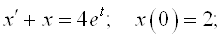 x′ + x = 4e^t; x(0) = 2;